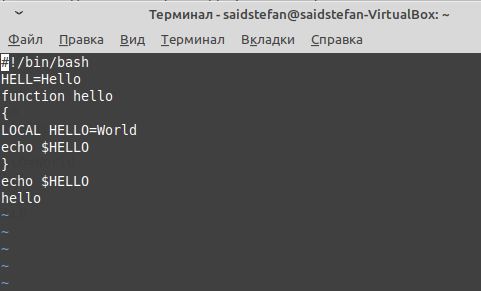 Терминал - saidstefan@saidstefan-VirtualBox: ~
Файл Правка Вид Терминал Вкладки Справка
#!/bin/bash
HELL=Hello
function hello
{
LOCAL HELLO=World
echo $HELLO
}
echo $HELLO
hello
~
~
~
~
~